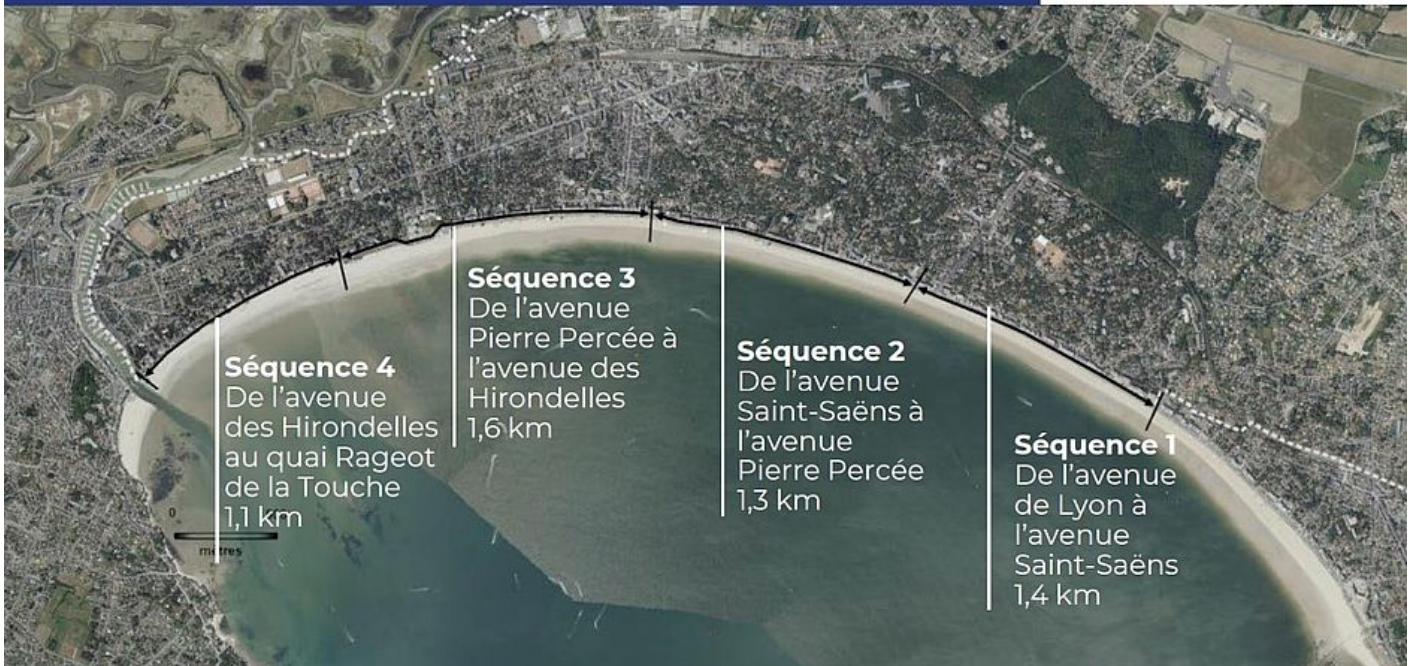 Séquence 4
De l'avenue
des Hirondelles
au quai Rageot
de la Touche
1,1 km
Séquence 3
De l'avenue
Pierre Percée à
l'avenue des
Hirondelles
1,6 km
Séquence 2
De l'avenue
Saint-Saëns à
l'avenue
Pierre Percée
1,3 km
Séquence 1
De l'avenue
de Lyon à
l'avenue
Saint-Saëns
1,4 km
0
mètres